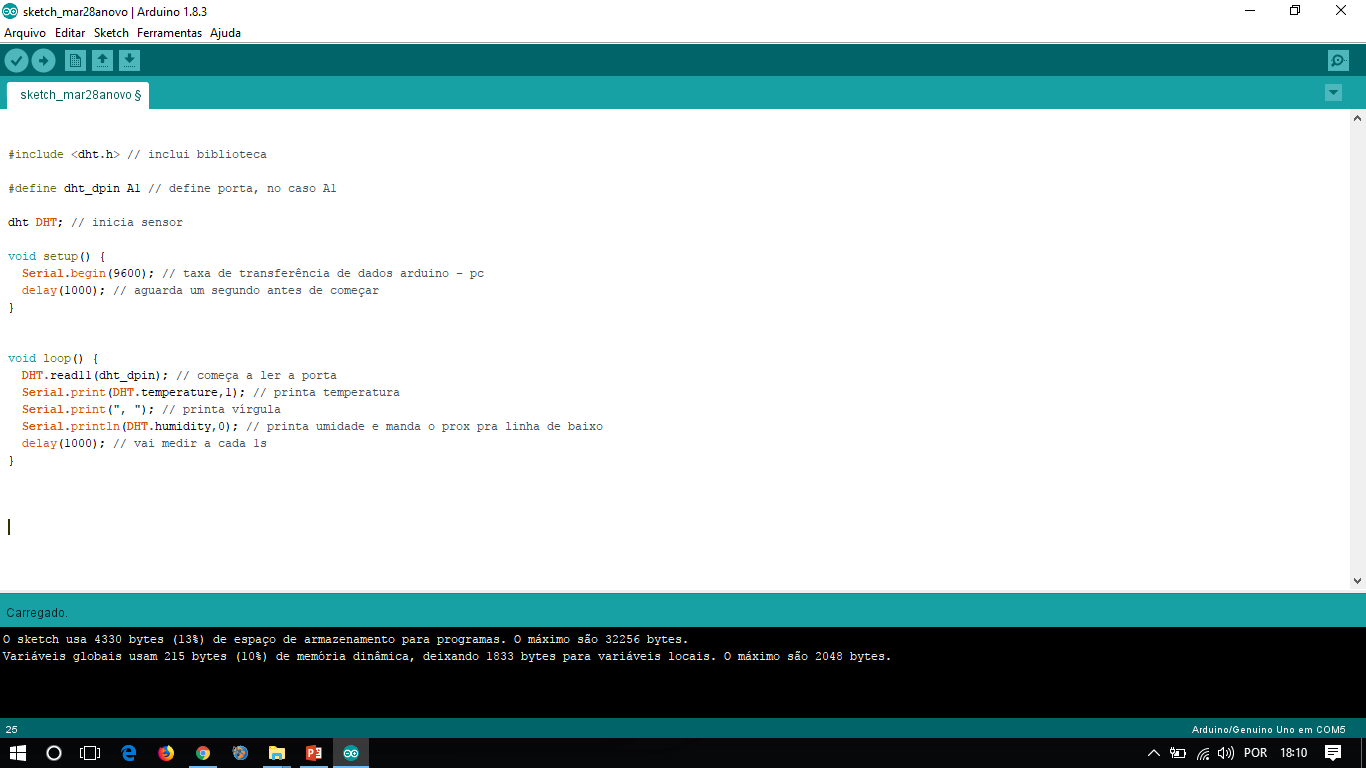 sketch_mar28anovo | Arduino 1.8.3
Arquivo Editar Sketch Ferramentas Ajuda
sketch_mar28anovo §
#include <dht.h> // inclui biblioteca
#define dht_dpin A1 // define porta, no caso A1
dht DHT; // inicia sensor
void setup() {
  Serial.begin(9600); // taxa de transferência de dados arduino - pc
  delay(1000); // aguarda um segundo antes de começar
}
void loop() {
  DHT.read11(dht_dpin); // começa a ler a porta
  Serial.print(DHT.temperature,1); // printa temperatura
  Serial.print(", "); // printa vírgula
  Serial.println(DHT.humidity,0); // printa umidade e manda o prox pra linha de baixo
  delay(1000); // vai medir a cada 1s
}
Carregado.
O sketch usa 4330 bytes (13%) de espaço de armazenamento para programas. O máximo são 32256 bytes.
Variáveis globais usam 215 bytes (10%) de memória dinâmica, deixando 1833 bytes para variáveis locais. O máximo são 2048 bytes.
25
Arduino/Genuino Uno em COM5
POR 18:10